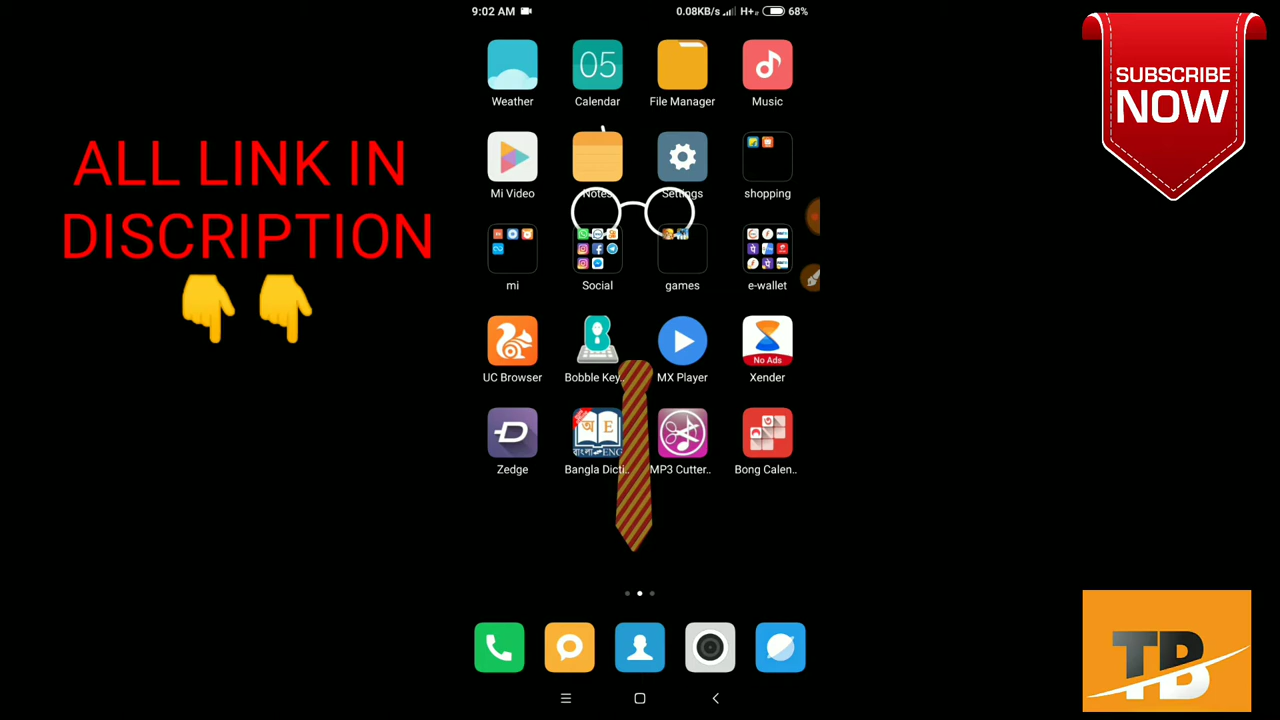 9:02 AM 0.08KB/s H+ 68%
SUBSCRIBE
NOW
ALL LINK IN
DISCRIPTION
05
Weather Calendar File Manager Music
Mi Video Notes Settings shopping
mi Social games e-wallet
No Ads
UC Browser Bobble Key.. MX Player Xender
অ E
বাংলা ENG
Zedge Bangla Dicti.. MP3 Cutter.. Bong Calen..
TB